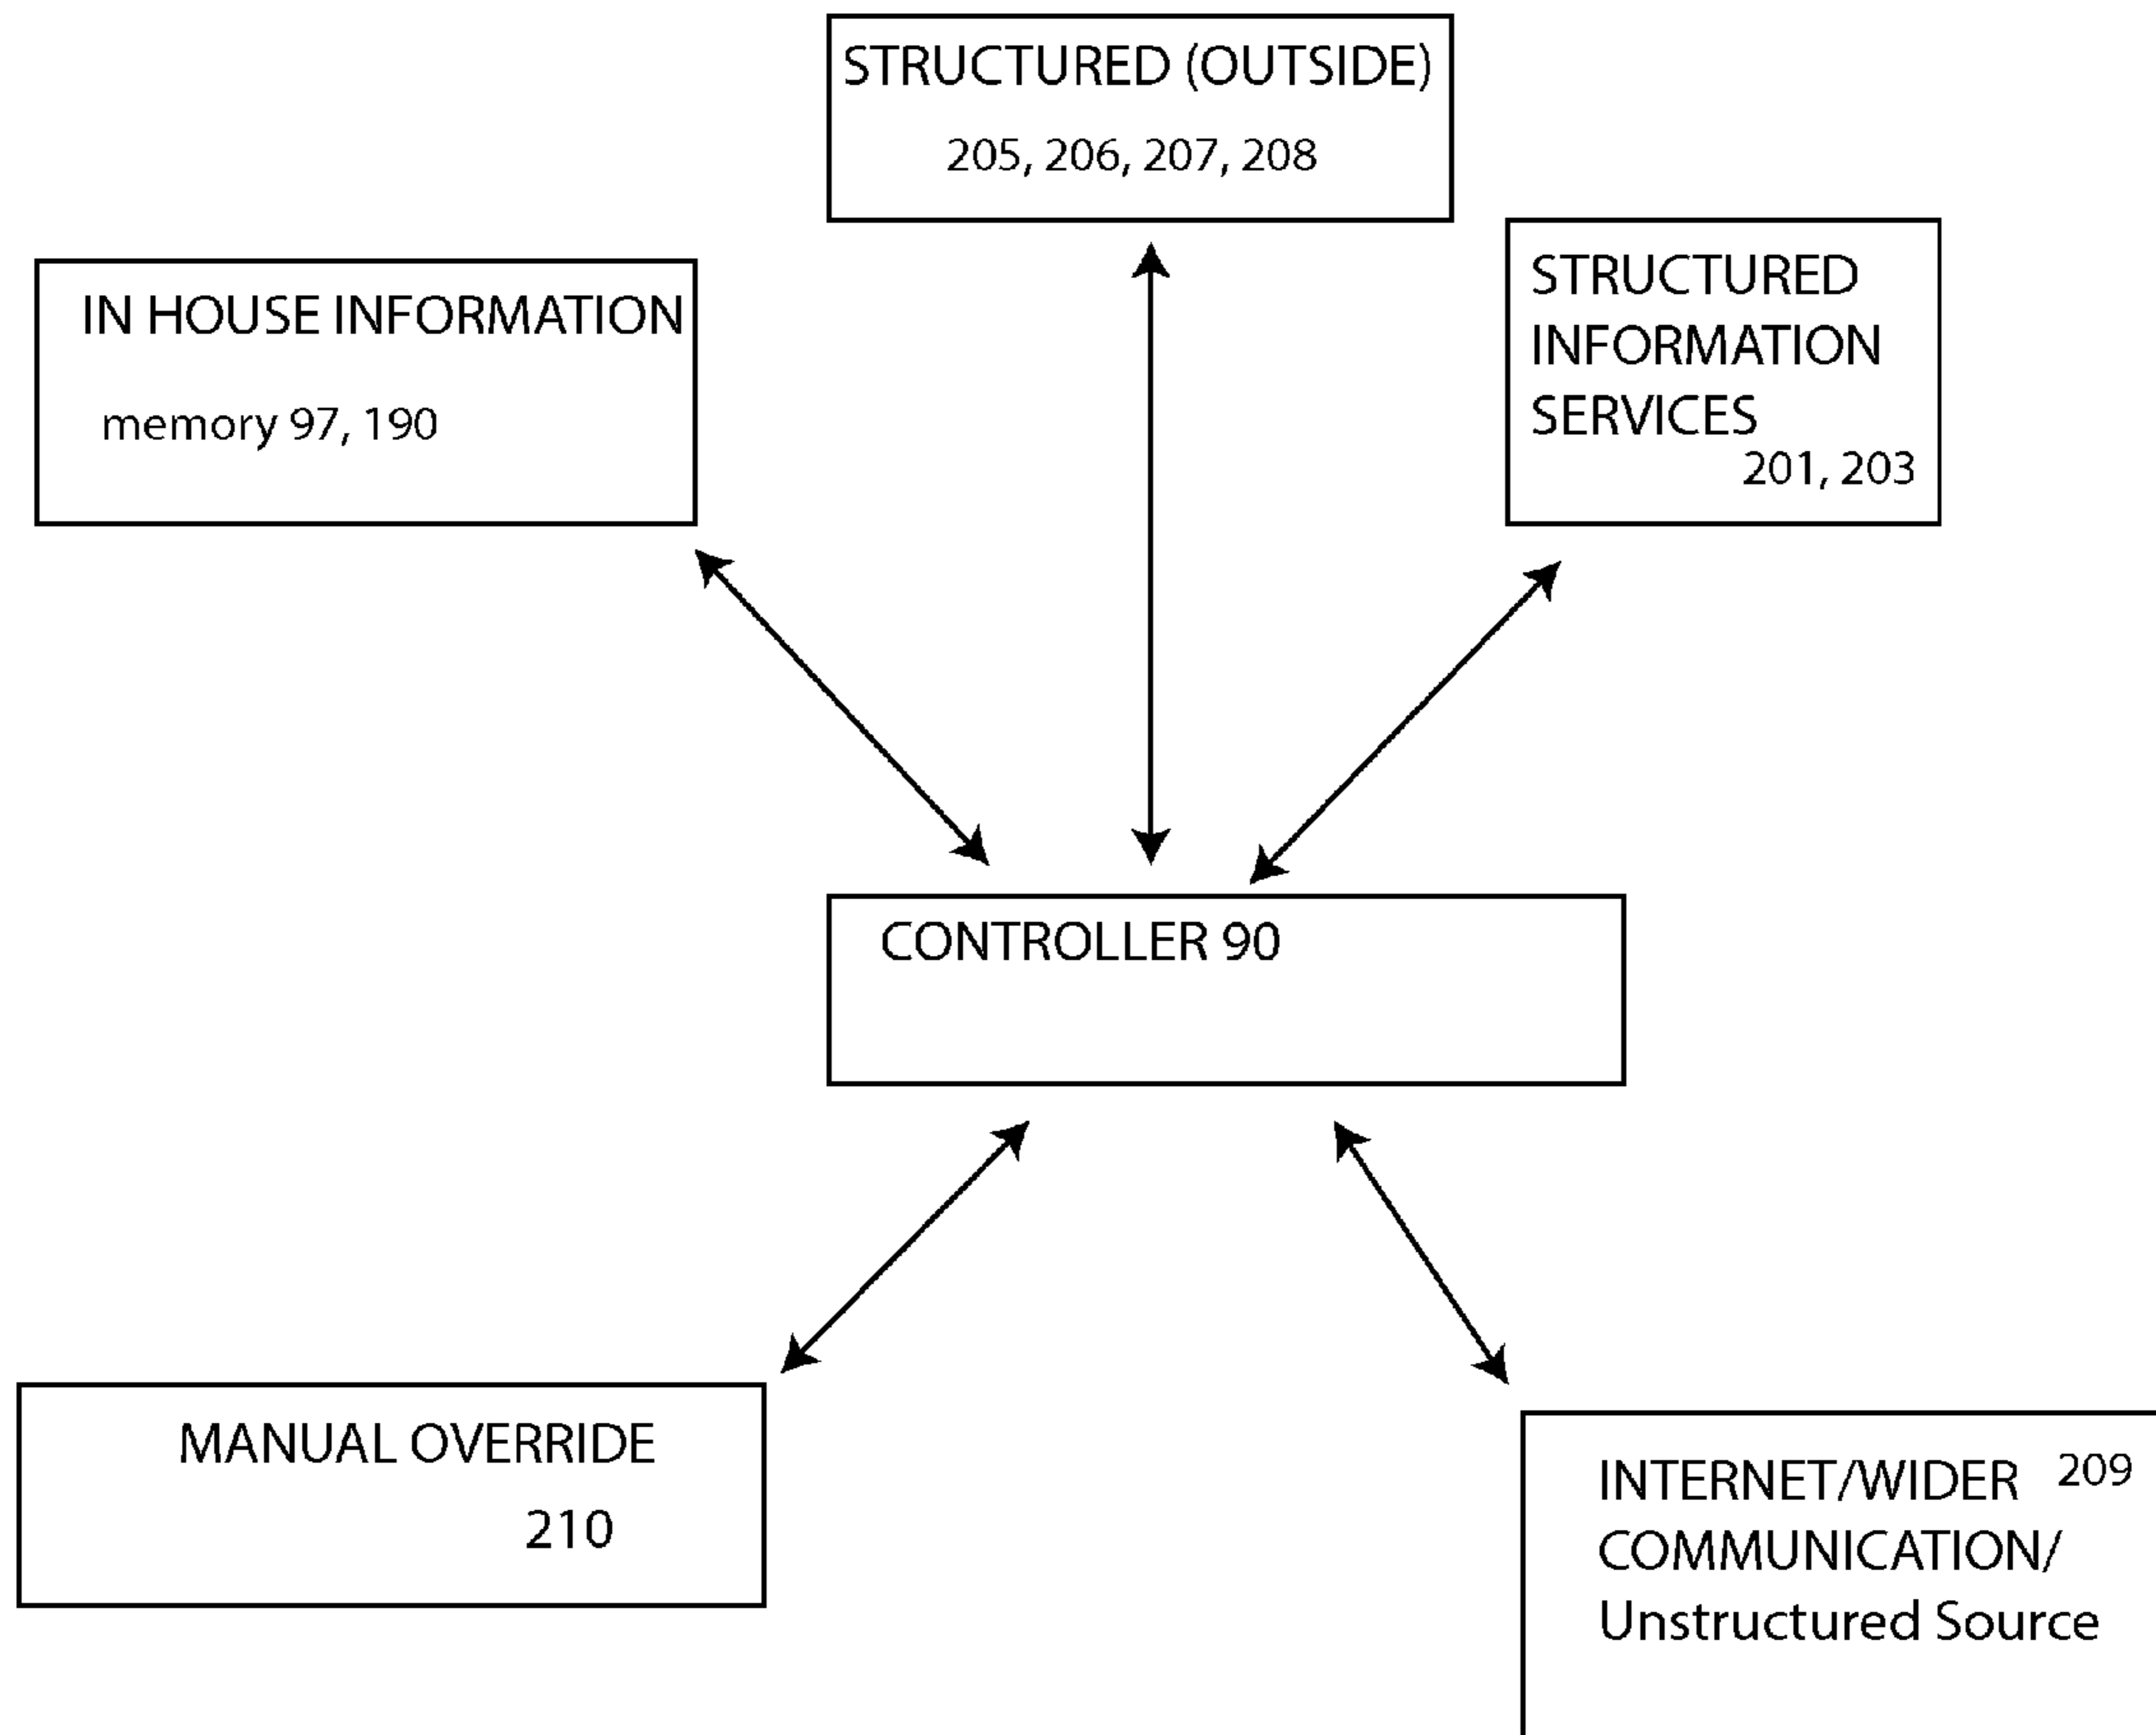 STRUCTURED (OUTSIDE)
205, 206, 207, 208
IN HOUSE INFORMATION
memory 97, 190
STRUCTURED
INFORMATION
SERVICES
201, 203
CONTROLLER 90
MANUAL OVERRIDE
210
INTERNET/WIDER 209
COMMUNICATION/
Unstructured Source